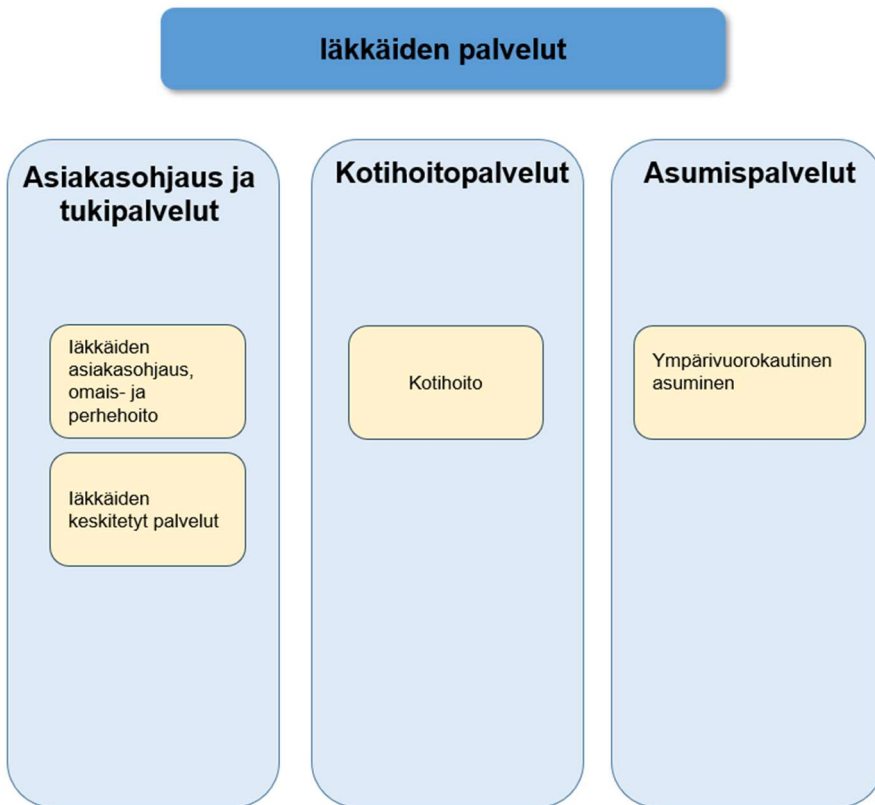 Iäkkäiden palvelut
Asiakasohjaus ja
tukipalvelut
Iäkkäiden
asiakasohjaus,
omais- ja
perhehoito
Iäkkäiden
keskitetyt palvelut
Kotihoitopalvelut
Kotihoito
Asumispalvelut
Ympärivuorokautinen
asuminen